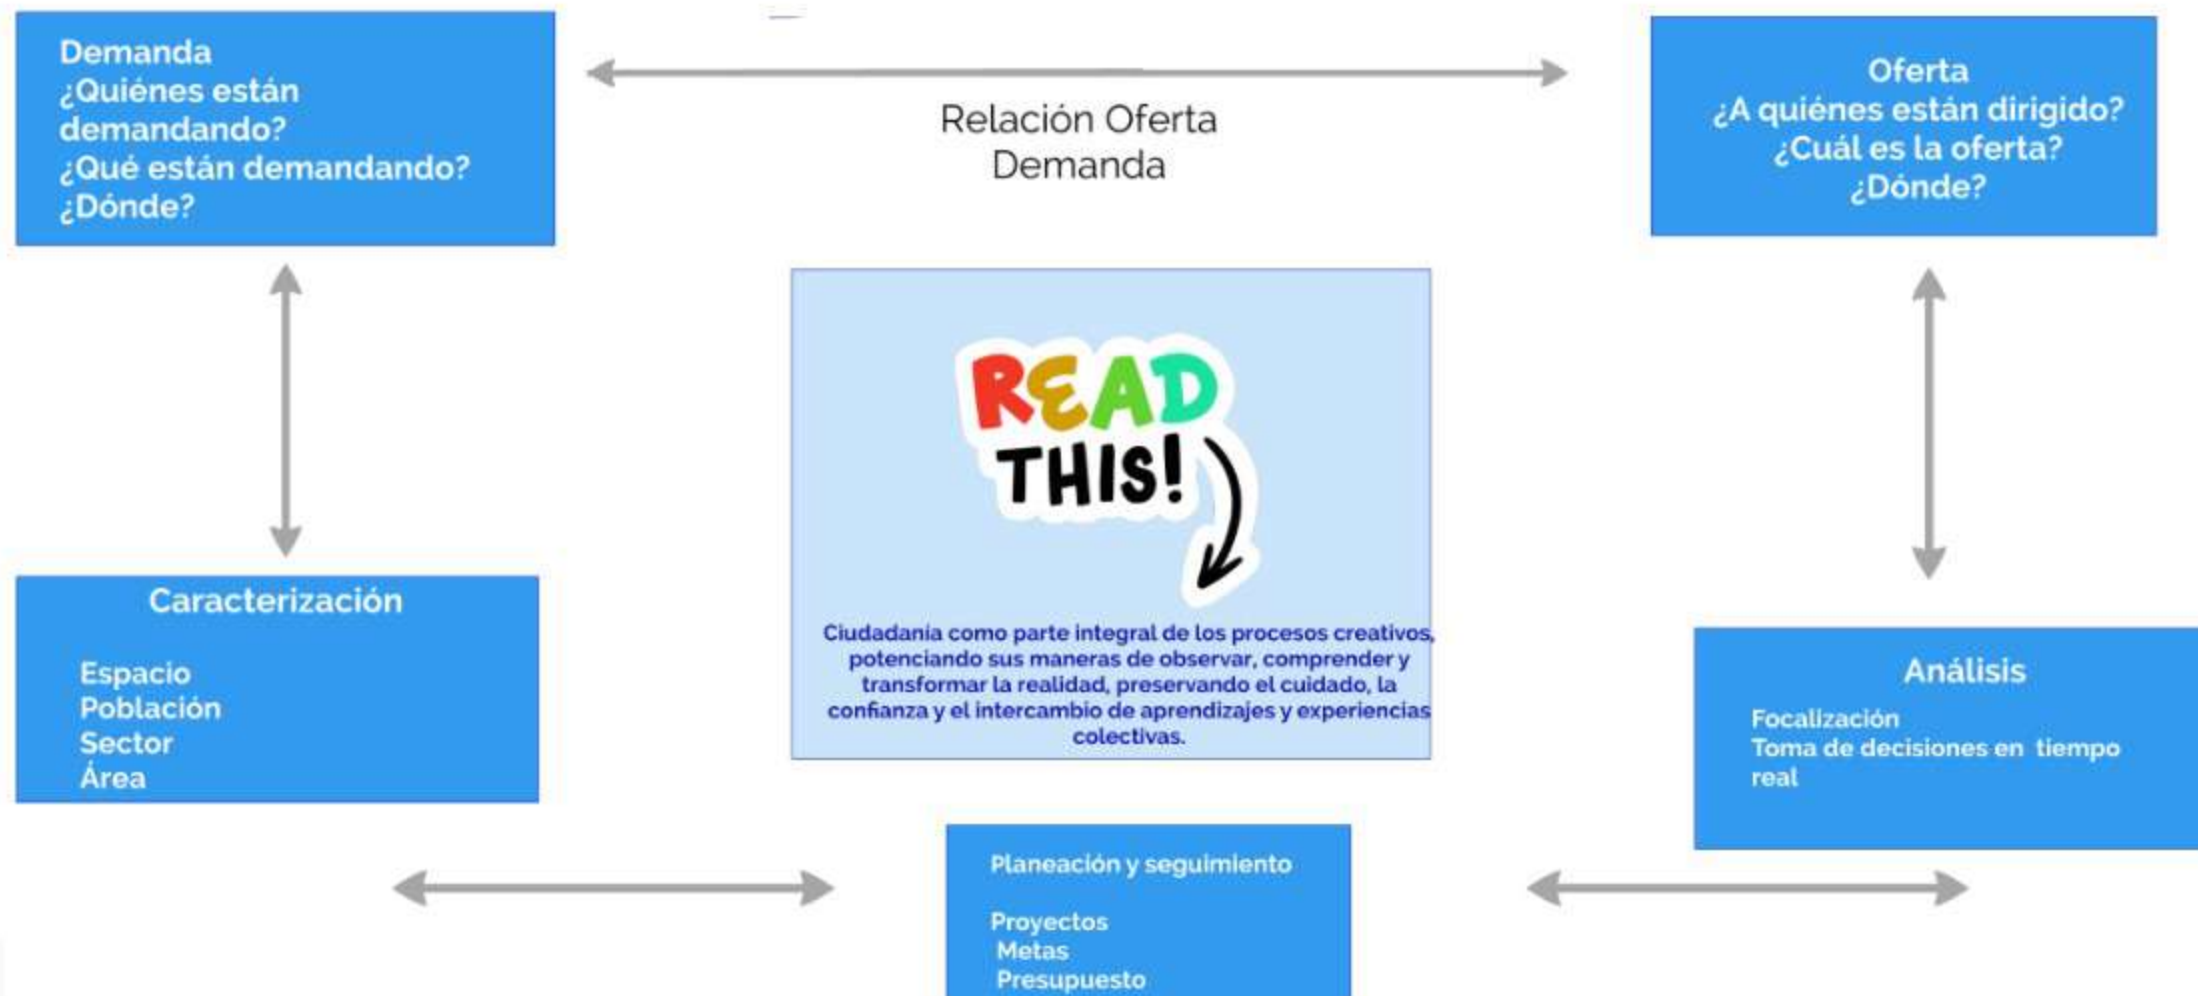 Demanda
¿Quiénes están
demandando?
¿Qué están demandando?
¿Dónde?
Relación Oferta
Demanda
Oferta
¿A quiénes están dirigido?
¿Cuál es la oferta?
¿Dónde?
READ
THIS!
Ciudadanía como parte integral de los procesos creativos,
potenciando sus maneras de observar, comprender y
transformar la realidad, preservando el cuidado, la
confianza y el intercambio de aprendizajes y experiencias
colectivas.
Caracterización
Espacio
Población
Sector
Área
Análisis
Focalización
Toma de decisiones en tiempo
real
Planeación y seguimiento
Proyectos
Metas
Presupuesto